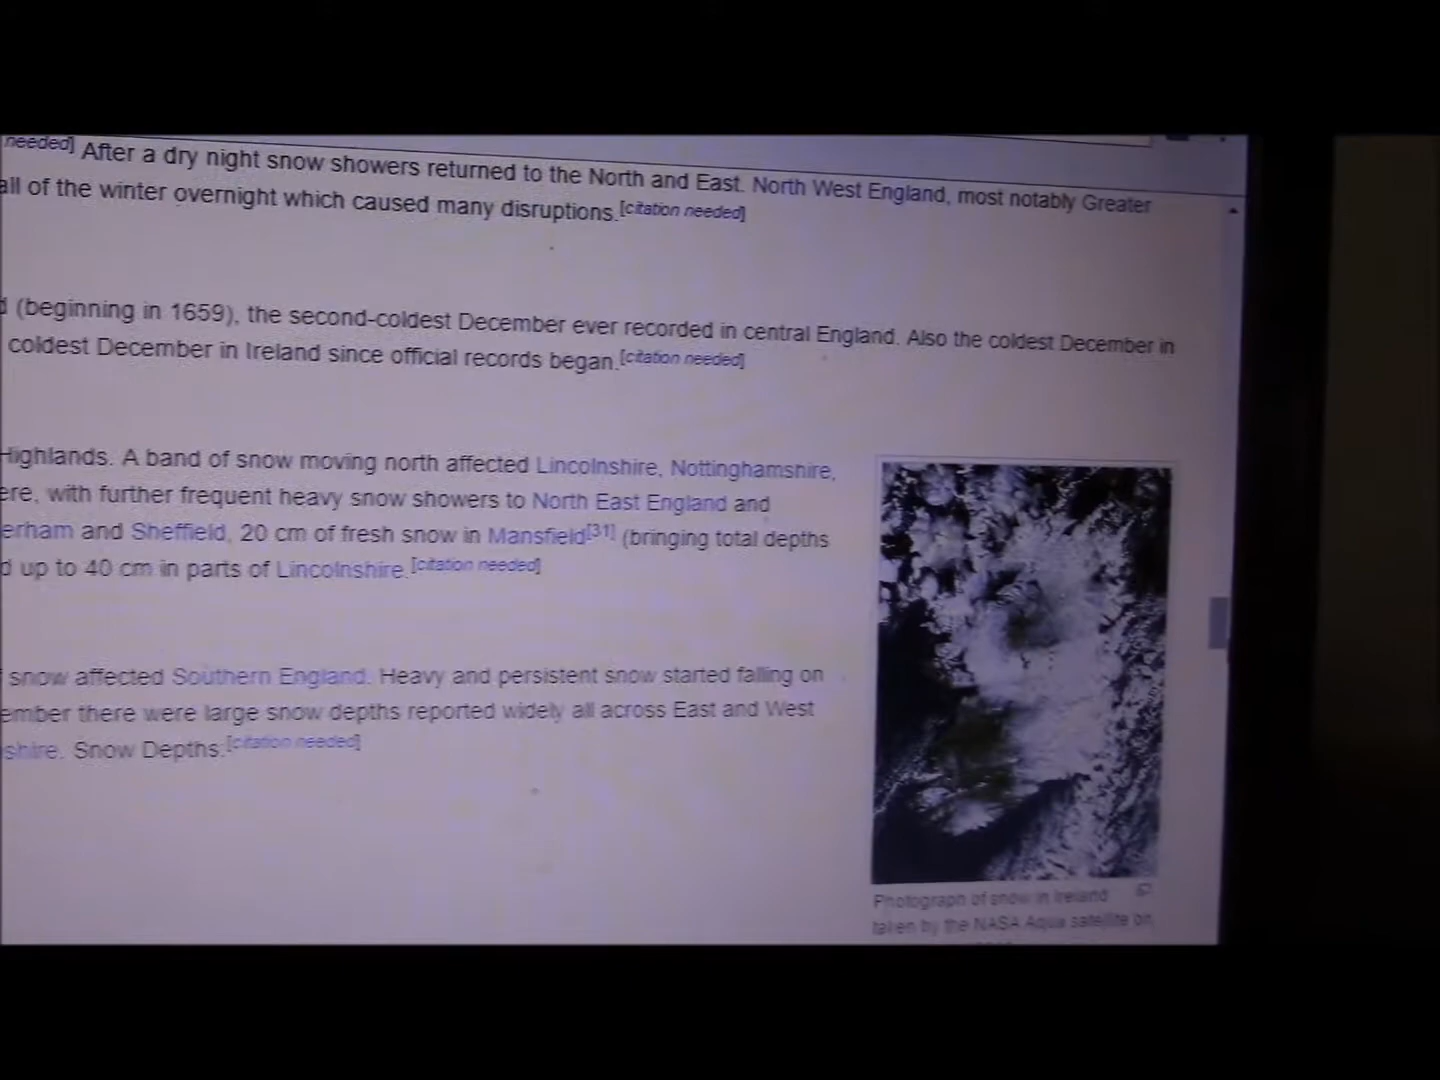 needed] After a dry night snow showers returned to the North and East. North West England, most notably Greater
all of the winter overnight which caused many disruptions.[citation needed]
(beginning in 1659), the second-coldest December ever recorded in central England. Also the coldest December in
coldest December in Ireland since official records began.[citation needed]
Highlands. A band of snow moving north affected Lincolnshire, Nottinghamshire,
ere, with further frequent heavy snow showers to North East England and
erham and Sheffield, 20 cm of fresh snow in Mansfield[31] (bringing total depths
d up to 40 cm in parts of Lincolnshire.[citation needed]
snow affected Southern England. Heavy and persistent snow started falling on
ember there were large snow depths reported widely all across East and West
shire. Snow Depths:[citation needed]
Photograph of snow in Ireland
taken by the NASA Aqua satellite on